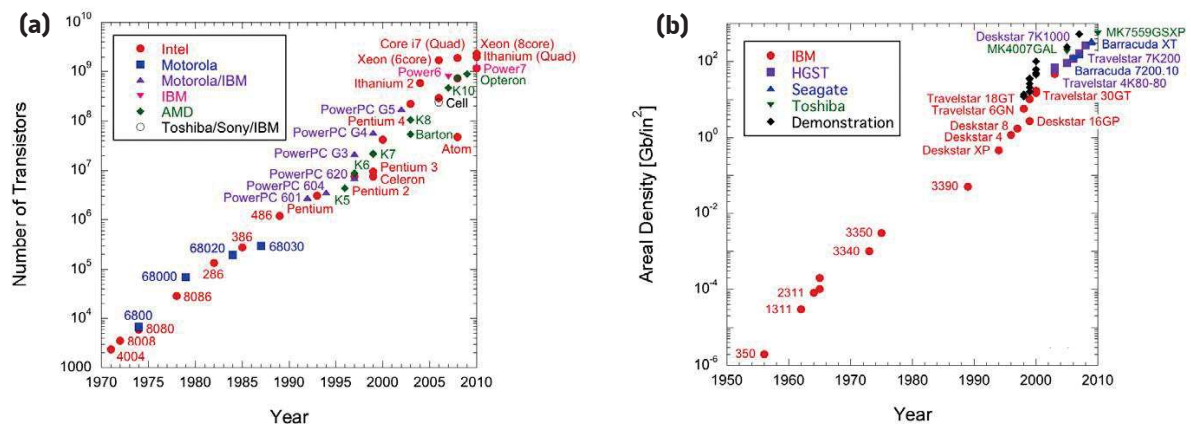 (a)
10^10
10^9
10^8
10^7
10^6
10^5
10^4
1000
Number of Transistors
1970 1975 1980 1985 1990 1995 2000 2005 2010
Year
Intel
Motorola
Motorola/IBM
IBM
AMD
Toshiba/Sony/IBM
Core i7 (Quad)
Xeon (8core)
Xeon (6core)
Ithanium (Quad)
Power6
Power7
Ithanium 2
Opteron
K10
PowerPC G5
Cell
Pentium 4
K8
PowerPC G4
Barton
Atom
PowerPC G3
K7
K6
Pentium 3
PowerPC 620
Celeron
PowerPC 604
Pentium 2
PowerPC 601
K5
Pentium
486
386
68020
68030
68000
286
8086
6800
8080
8008
4004
(b)
10^2
10^0
10^-2
10^-4
10^-6
Areal Density [Gb/in^2]
1950 1960 1970 1980 1990 2000 2010
Year
IBM
HGST
Seagate
Toshiba
Demonstration
Deskstar 7K1000
MK7559GSXP
MK4007GAL
Barracuda XT
Travelstar 7K200
Barracuda 7200.10
Travelstar 4K80-80
Travelstar 18GT
Travelstar 30GT
Travelstar 6GN
Deskstar 16GP
Deskstar 8
Deskstar 4
Deskstar XP
3390
3350
3340
2311
1311
350